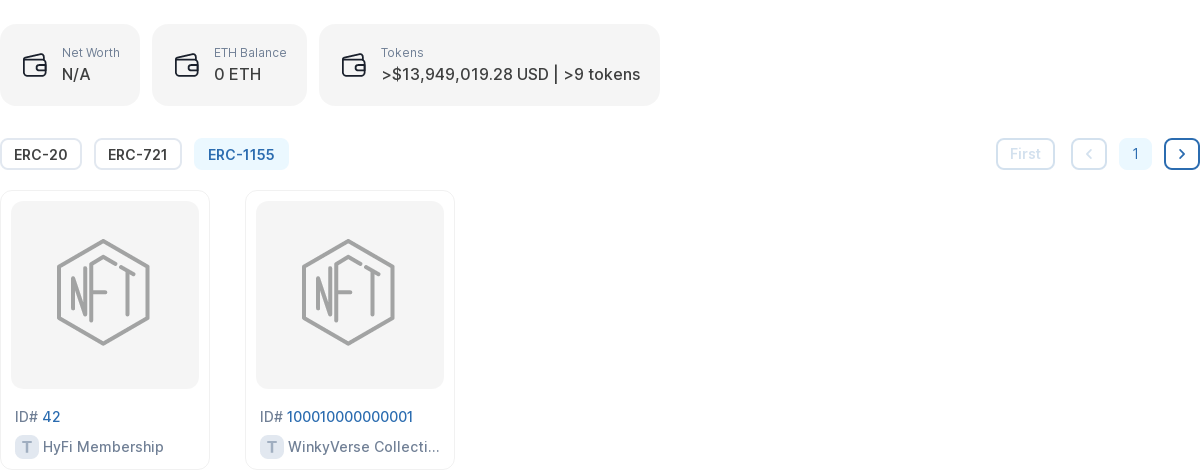 Net Worth
N/A
ETH Balance
0 ETH
Tokens
>$13,949,019.28 USD | >9 tokens
ERC-20
ERC-721
ERC-1155
First
1
NFT
NFT
ID# 42
T HyFi Membership
ID# 100010000000001
T WinkyVerse Collecti...